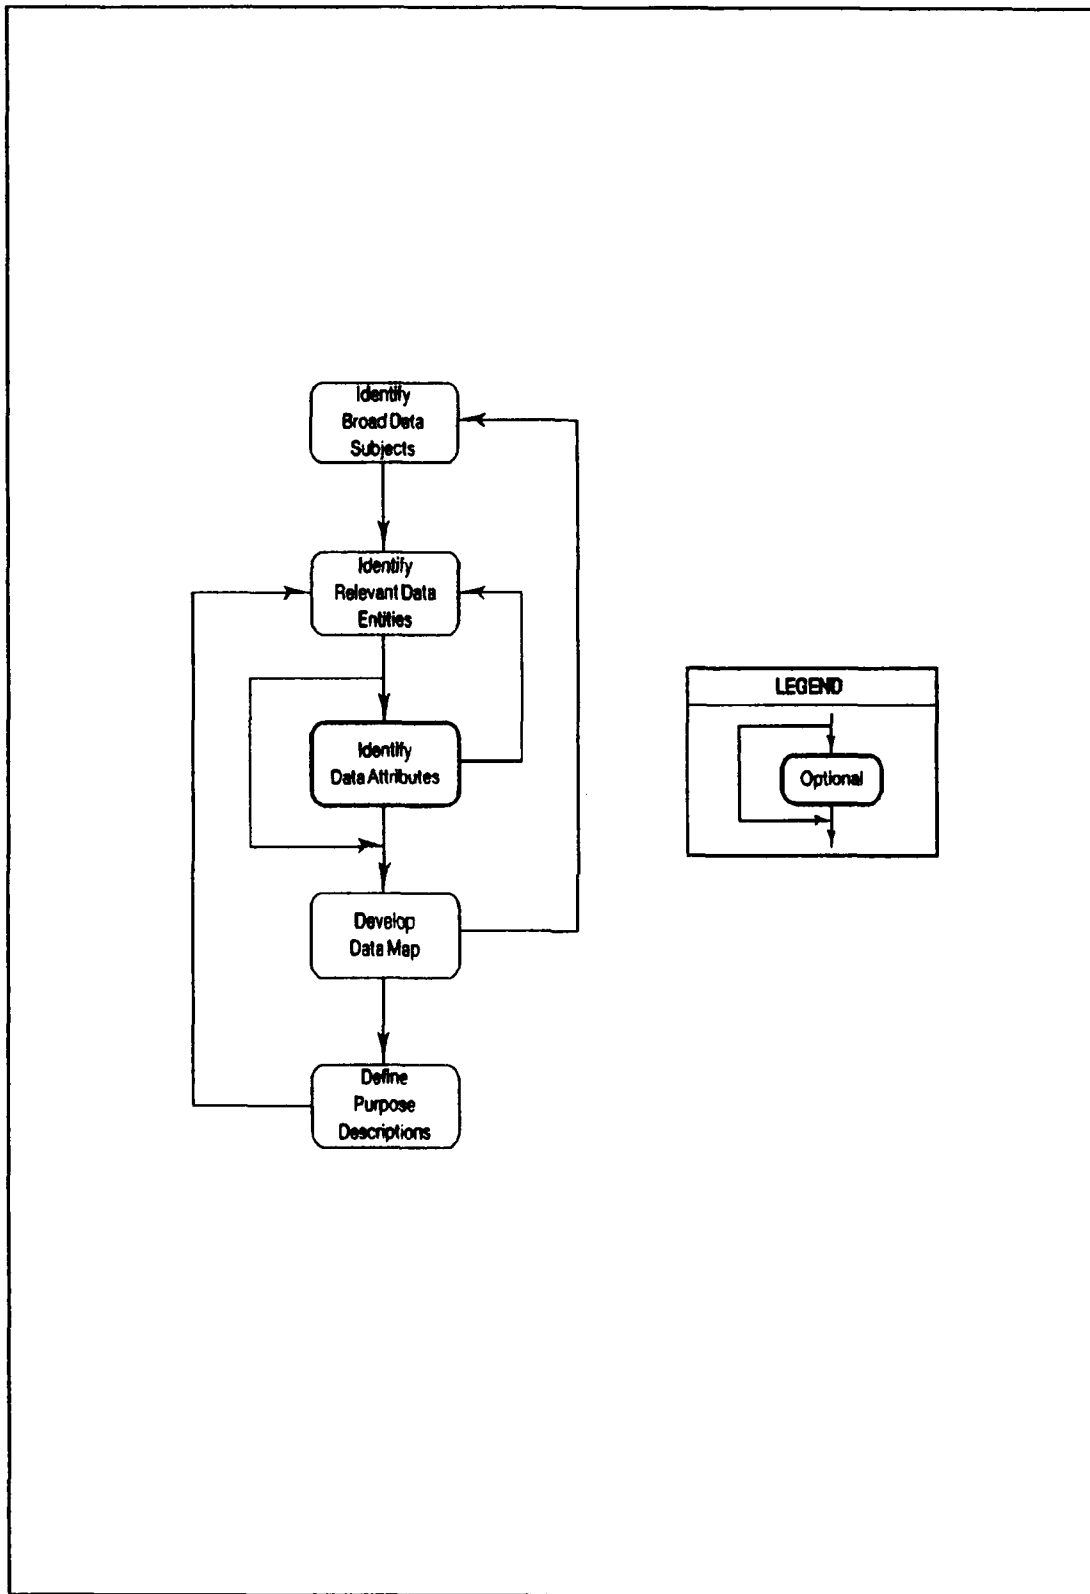 Identify
Broad Data
Subjects
Identify
Relevant Data
Entities
Identify
Data Attributes
Develop
Data Map
Define
Purpose
Descriptions
LEGEND
Optional